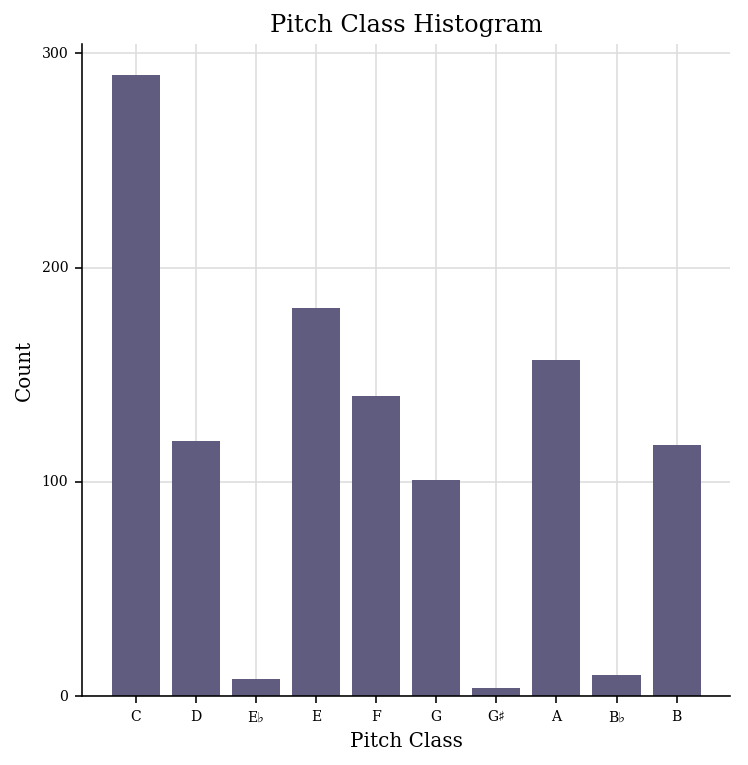 Pitch Class Histogram
300
200
100
0
Count
C D E♭ E F G G♯ A B♭ B
Pitch Class